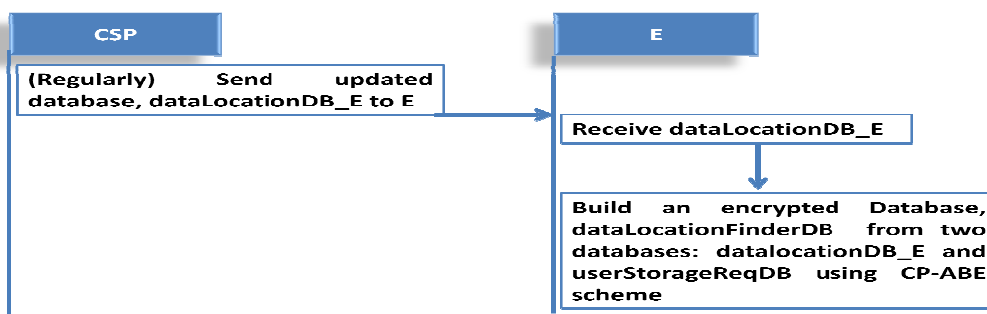 CSP
E
(Regularly) Send updated
database, dataLocationDB_E to E
Receive dataLocationDB_E
Build an encrypted Database,
dataLocationFinderDB from two
databases: datalocationDB_E and
userStorageReqDB using CP-ABE
scheme